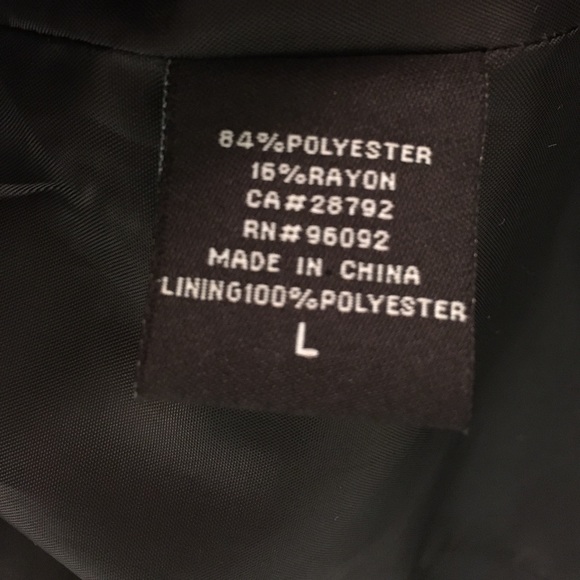 84%POLYESTER
16%RAYON
CA#28792
RN#96092
MADE IN CHINA
LINING100%POLYESTER
L